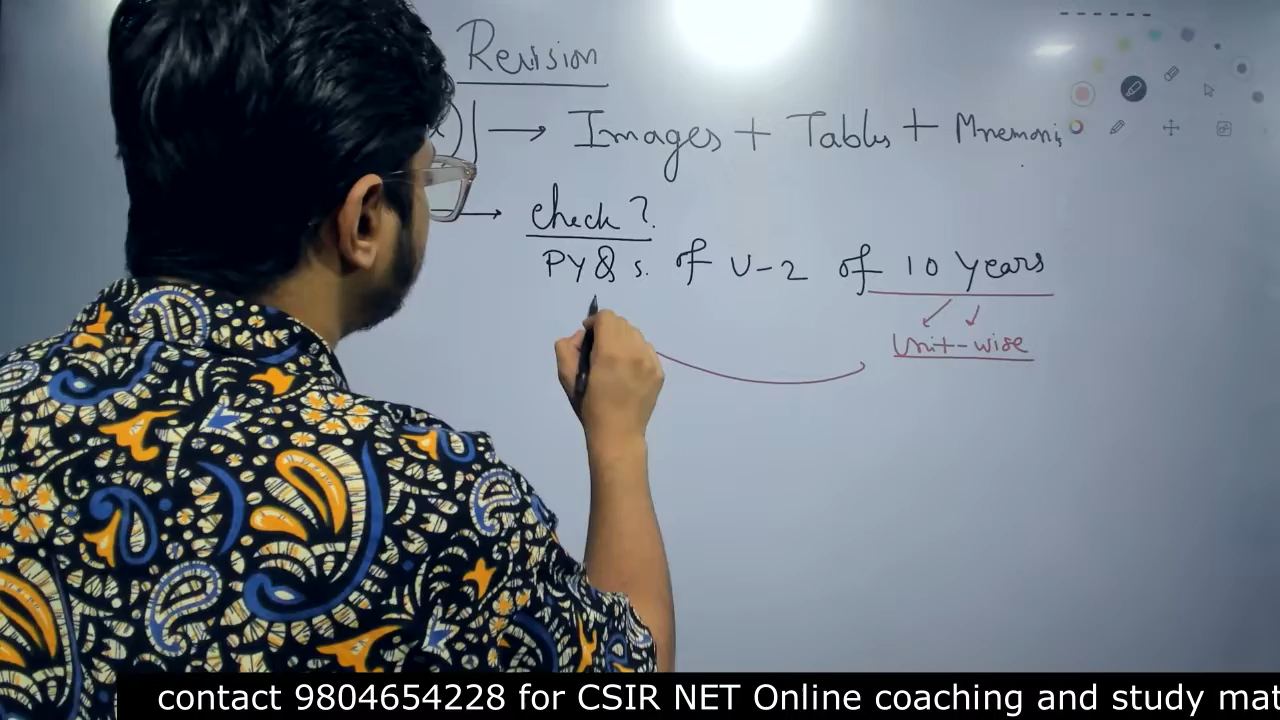 Revision
→ Images + Tables + Mnemonis
→ check?
PYQs. of U-2 of 10 years
Unit-wise
contact 9804654228 for CSIR NET Online coaching and study mat